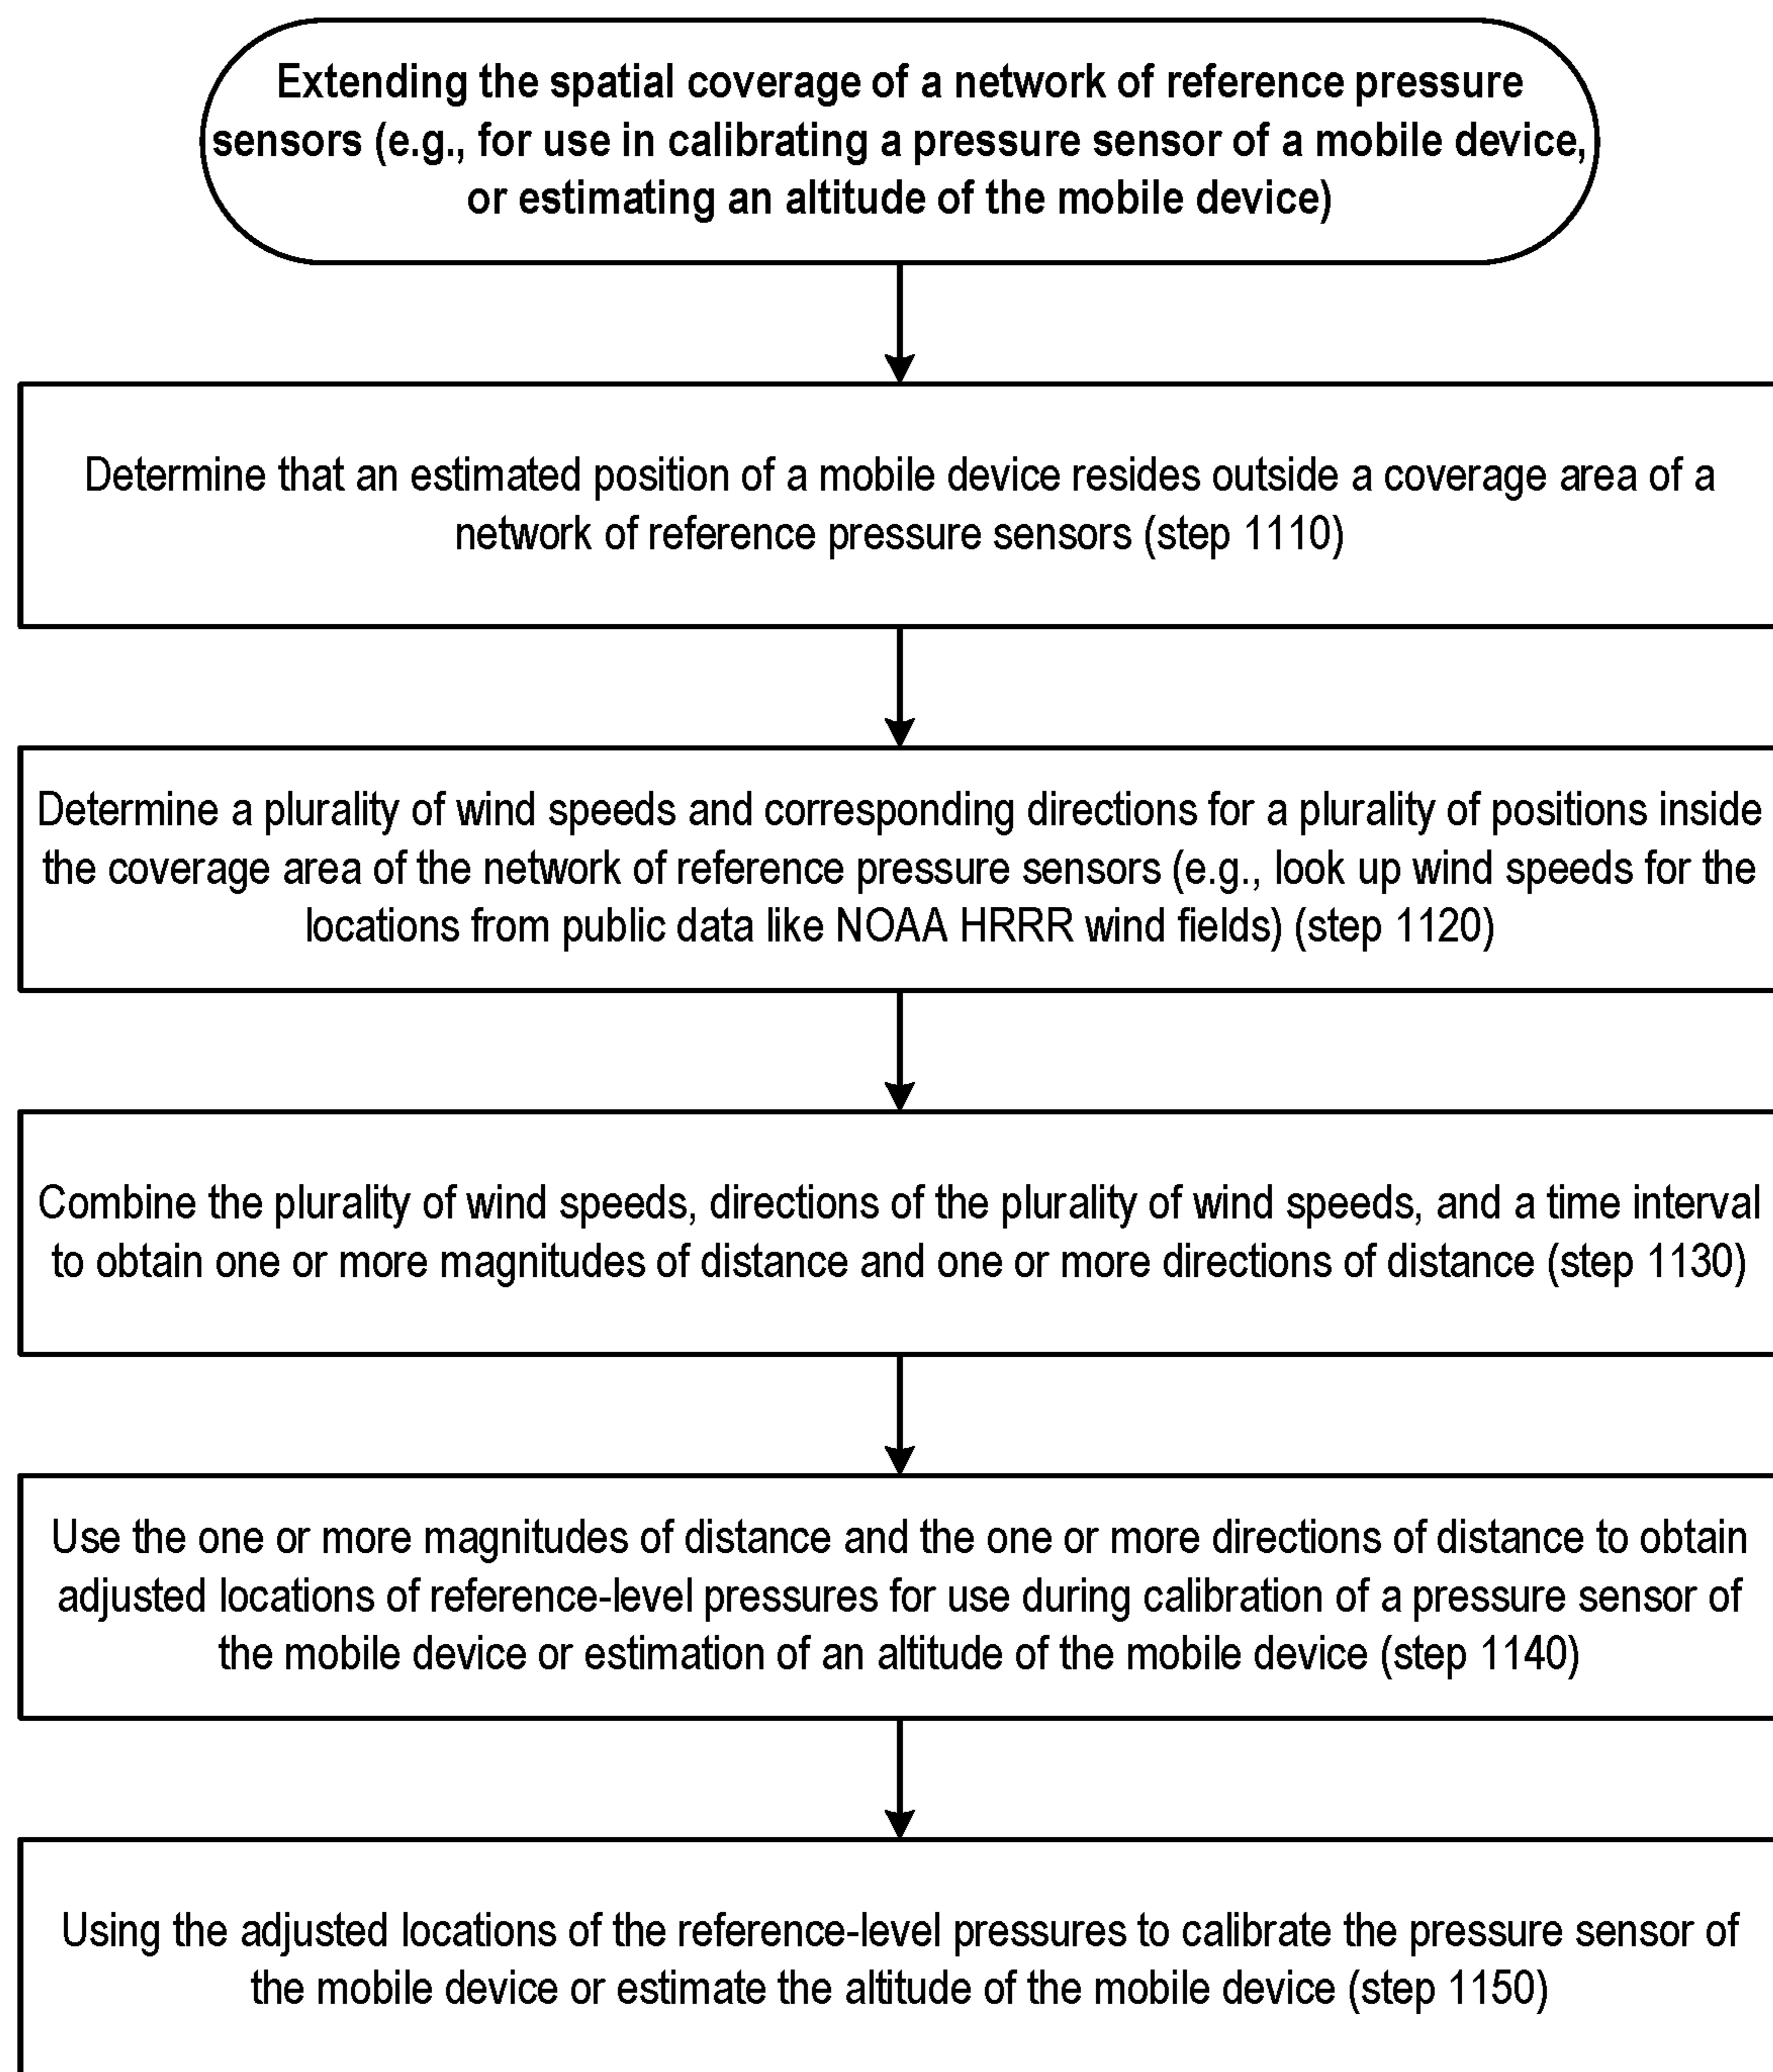 Extending the spatial coverage of a network of reference pressure
sensors (e.g., for use in calibrating a pressure sensor of a mobile device,
or estimating an altitude of the mobile device)
Determine that an estimated position of a mobile device resides outside a coverage area of a
network of reference pressure sensors (step 1110)
Determine a plurality of wind speeds and corresponding directions for a plurality of positions inside
the coverage area of the network of reference pressure sensors (e.g., look up wind speeds for the
locations from public data like NOAA HRRR wind fields) (step 1120)
Combine the plurality of wind speeds, directions of the plurality of wind speeds, and a time interval
to obtain one or more magnitudes of distance and one or more directions of distance (step 1130)
Use the one or more magnitudes of distance and the one or more directions of distance to obtain
adjusted locations of reference-level pressures for use during calibration of a pressure sensor of
the mobile device or estimation of an altitude of the mobile device (step 1140)
Using the adjusted locations of the reference-level pressures to calibrate the pressure sensor of
the mobile device or estimate the altitude of the mobile device (step 1150)